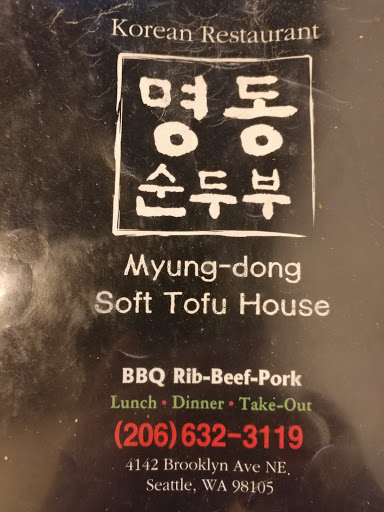 Korean Restaurant
명동
순두부
Myung-dong
Soft Tofu House
BBQ Rib-Beef-Pork
Lunch • Dinner • Take-Out
(206)632-3119
4142 Brooklyn Ave NE.
Seattle, WA 98105